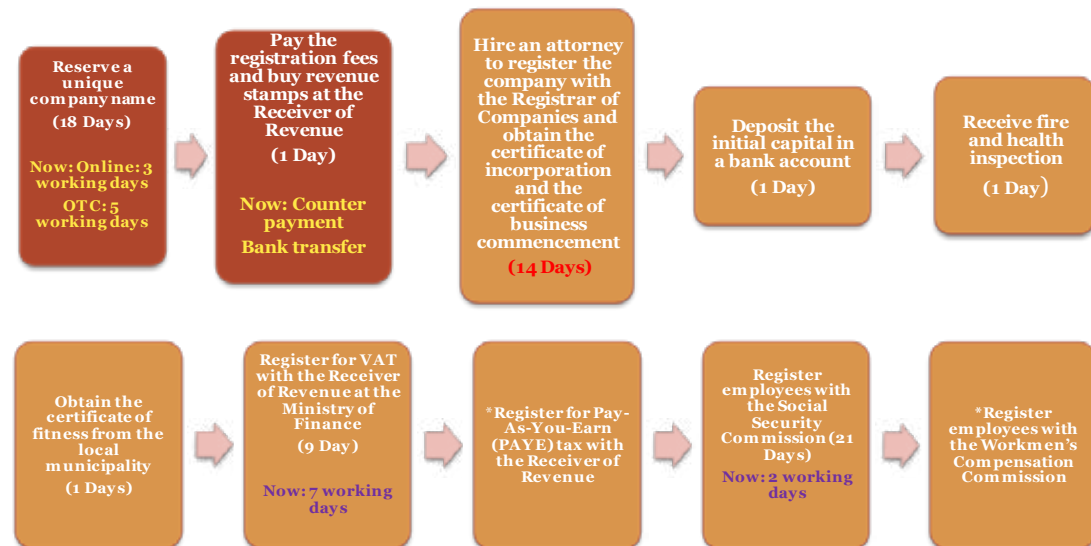 Reserve a
unique
company name
(18 Days)
Now: Online: 3
working days
OTC: 5
working days
Pay the
registration fees
and buy revenue
stamps at the
Receiver of
Revenue
(1 Day)
Now: Counter
payment
Bank transfer
Hire an attorney
to register the
company with
the Registrar of
Companies and
obtain the
certificate of
incorporation
and the
certificate of
business
commencement
(14 Days)
Deposit the
initial capital in
a bank account
(1 Day)
Receive fire
and health
inspection
(1 Day)
Obtain the
certificate of
fitness from the
local
municipality
(1 Days)
Register for VAT
with the Receiver
of Revenue at the
Ministry of
Finance
(9 Day)
Now: 7 working
days
*Register for Pay-
As-You-Earn
(PAYE) tax with
the Receiver of
Revenue
Register
employees with
the Social
Security
Commission (21
Days)
Now: 2 working
days
*Register
employees with
the Workmen's
Compensation
Commission